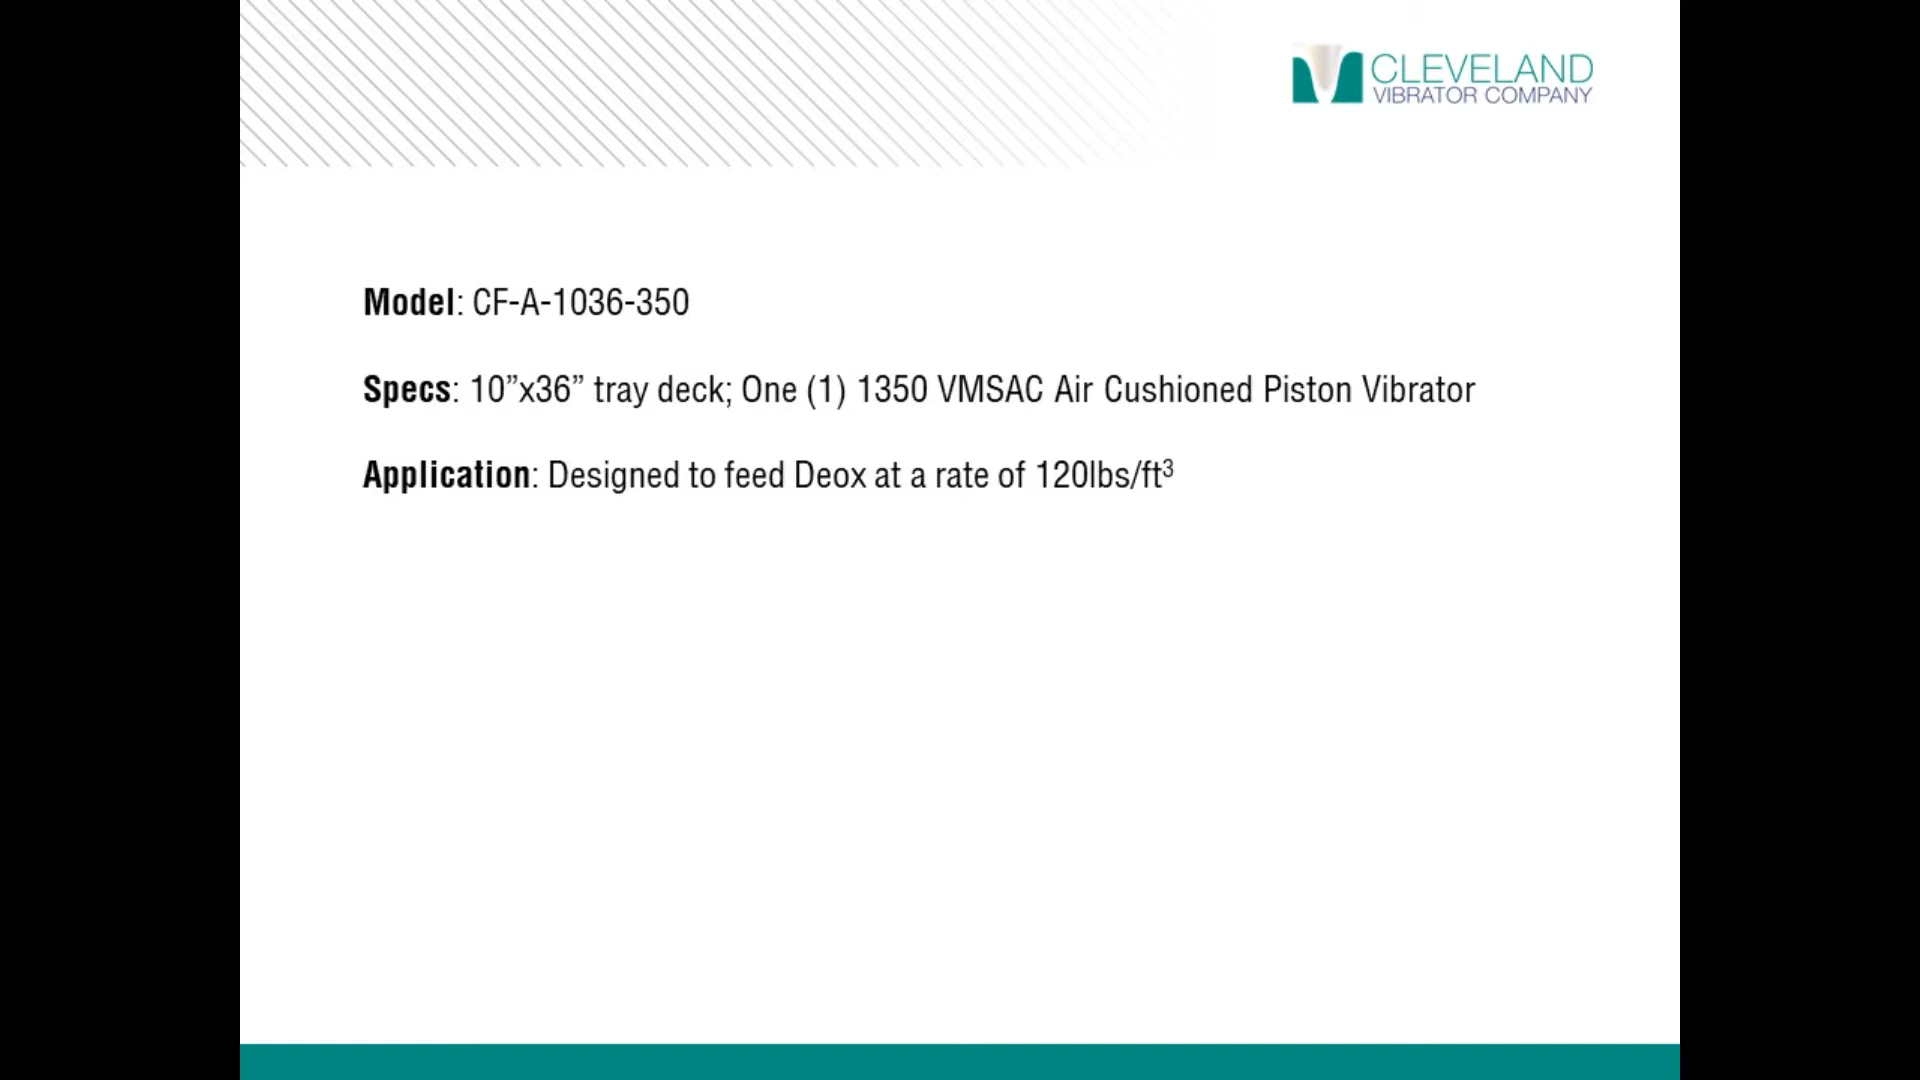 CLEVELAND
VIBRATOR COMPANY
Model: CF-A-1036-350
Specs: 10”x36” tray deck; One (1) 1350 VMSAC Air Cushioned Piston Vibrator
Application: Designed to feed Deox at a rate of 120lbs/ft³